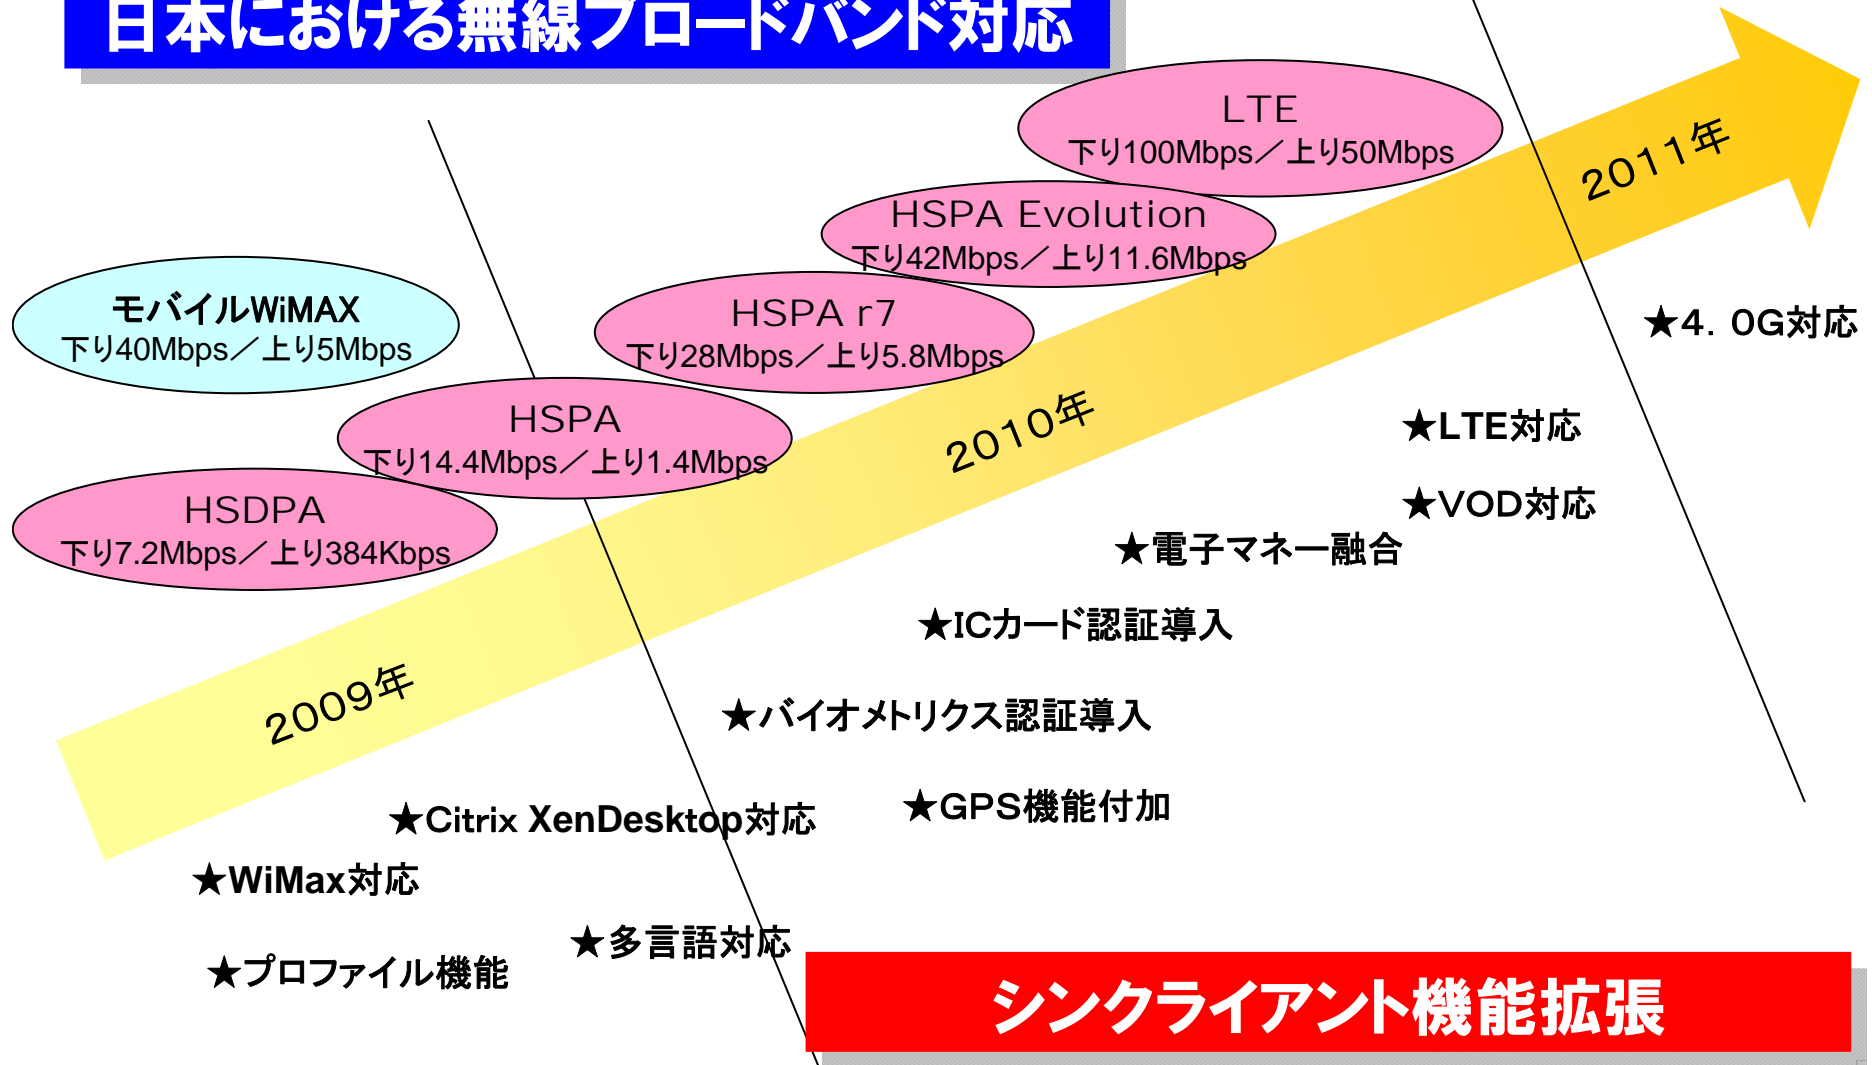 日本における無線ブロードバンド対応
LTE
下り100Mbps／上り50Mbps
2011年
HSPA Evolution
下り42Mbps／上り11.6Mbps
モバイルWiMAX
下り40Mbps／上り5Mbps
HSPA r7
下り28Mbps／上り5.8Mbps
★4．0G対応
HSPA
下り14.4Mbps／上り1.4Mbps
2010年
★LTE対応
HSDPA
下り7.2Mbps／上り384Kbps
★VOD対応
★電子マネー融合
★ICカード認証導入
2009年
★バイオメトリクス認証導入
★Citrix XenDesktop対応
★GPS機能付加
★WiMax対応
★多言語対応
★プロファイル機能
シンクライアント機能拡張